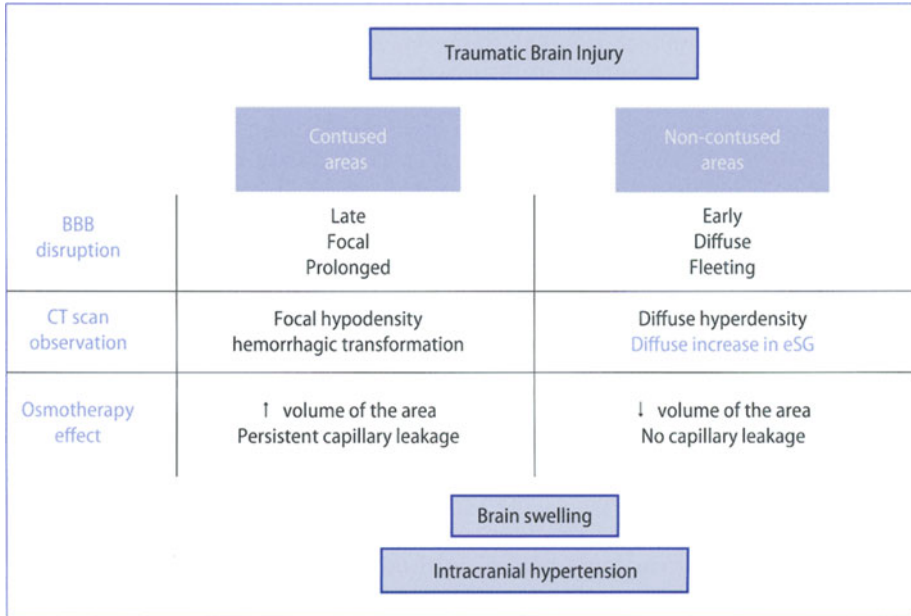 Traumatic Brain Injury
Contused
areas
Non-contused
areas
BBB
disruption
Late
Focal
Prolonged
Early
Diffuse
Fleeting
CT scan
observation
Focal hypodensity
hemorrhagic transformation
Diffuse hyperdensity
Diffuse increase in eSG
Osmotherapy
effect
↑ volume of the area
Persistent capillary leakage
↓ volume of the area
No capillary leakage
Brain swelling
Intracranial hypertension